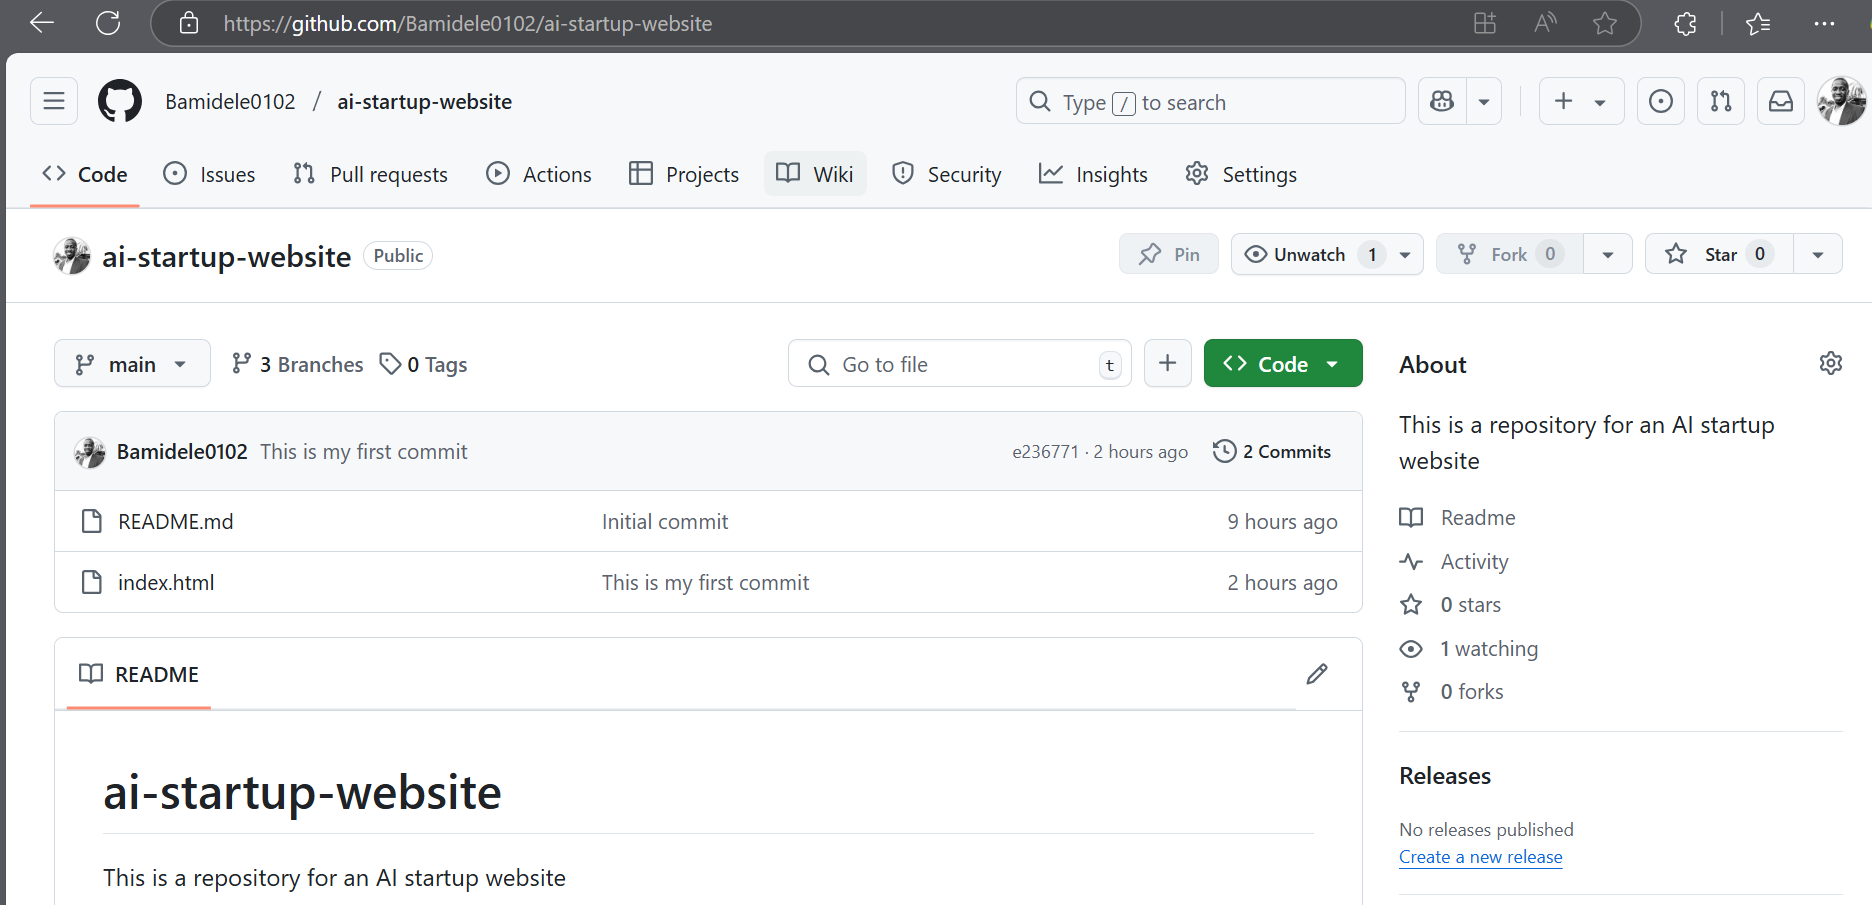 https://github.com/Bamidele0102/ai-startup-website
Bamidele0102 / ai-startup-website
Type / to search
Code Issues Pull requests Actions Projects Wiki Security Insights Settings
ai-startup-website Public
Pin Unwatch 1 Fork 0 Star 0
main 3 Branches 0 Tags
Go to file t
Code
Bamidele0102 This is my first commit e236771 · 2 hours ago 2 Commits
README.md Initial commit 9 hours ago
index.html This is my first commit 2 hours ago
README
ai-startup-website
This is a repository for an AI startup website
About
This is a repository for an AI startup
website
Readme
Activity
0 stars
1 watching
0 forks
Releases
No releases published
Create a new release